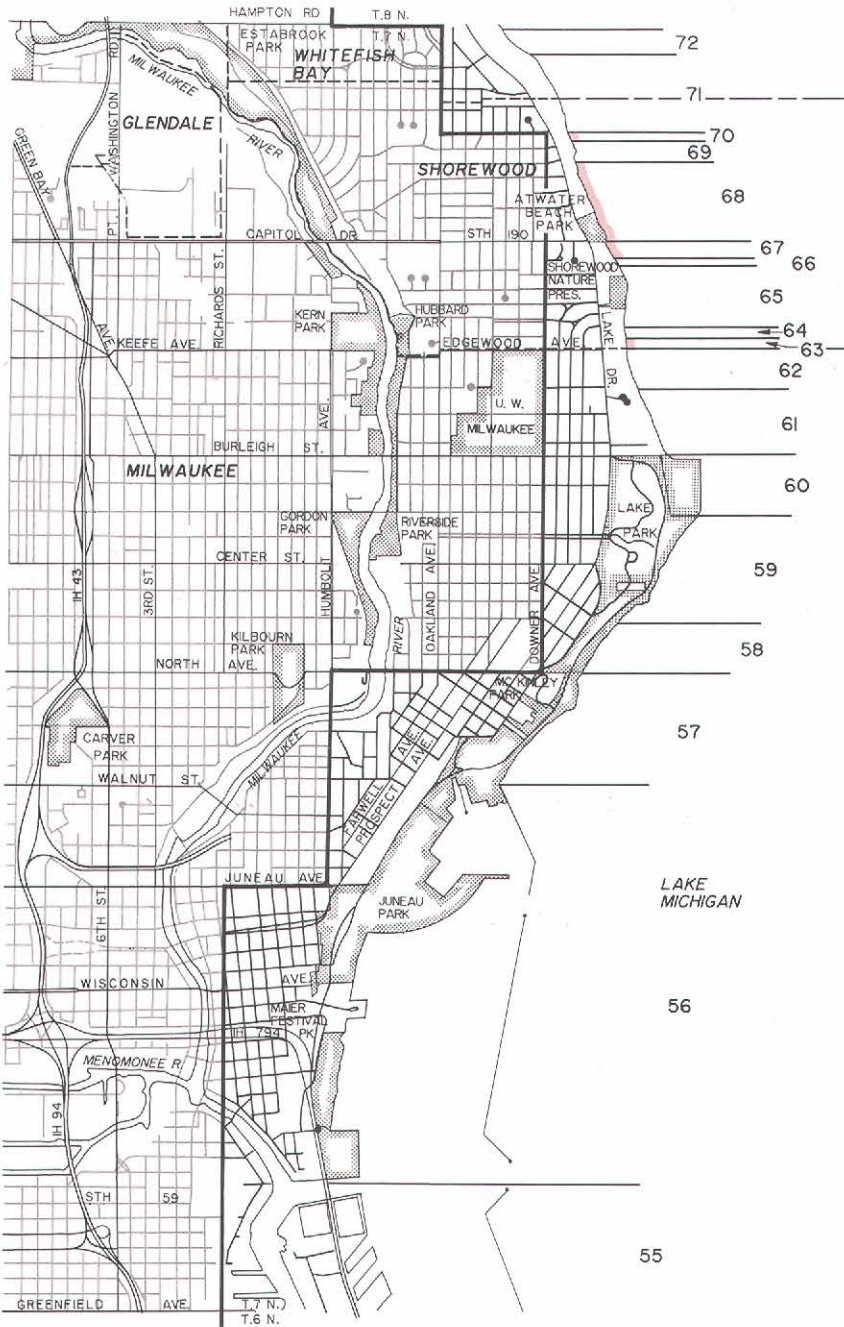 HAMPTON RD
T.8 N.
T.7 N.
ESTABROOK
PARK
WHITEFISH
BAY
72
RD
MILWAUKEE
71
GLENDALE
WASHINGTON
PT.
RIVER
70
69
GREEN BAY
AVE.
SHOREWOOD
ATWATER
BEACH
PARK
68
CAPITOL DR.
STH 190
67
66
SHOREWOOD
NATURE
PRES.
65
RICHARDS ST.
KERN
PARK
HUBBARD
PARK
64
KEEFE AVE.
EDGEWOOD AVE
LAKE DR.
63
62
AVE.
U. W.
MILWAUKEE
61
BURLEIGH ST.
MILWAUKEE
60
LAKE
PARK
GORDON
PARK
RIVERSIDE
PARK
CENTER ST.
59
IH 43
3RD ST.
HUMBOLT
RIVER
OAKLAND AVE.
DOWNER AVE.
KILBOURN
PARK
NORTH AVE.
58
MC KINLEY
PARK
57
CARVER
PARK
MILWAUKEE
AVE.
AVE.
WALNUT ST.
FARWELL
PROSPECT
JUNEAU AVE.
LAKE
MICHIGAN
6TH ST.
JUNEAU
PARK
WISCONSIN AVE.
56
MAIER
FESTIVAL
PK
IH 794
MENOMONEE R.
IH 94
STH 59
55
GREENFIELD AVE.
T.7 N.
T.6 N.